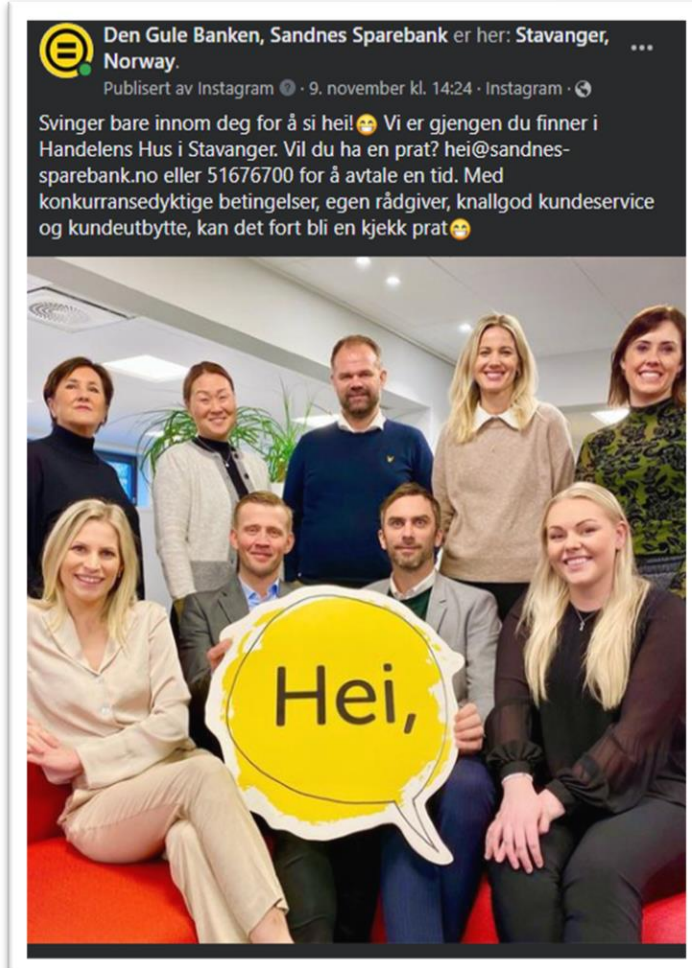 Den Gule Banken, Sandnes Sparebank er her: Stavanger,
Norway.
Publisert av Instagram · 9. november kl. 14:24 · Instagram ·
Svinger bare innom deg for å si hei!😁 Vi er gjengen du finner i
Handelens Hus i Stavanger. Vil du ha en prat? hei@sandnes-
sparebank.no eller 51676700 for å avtale en tid. Med
konkurransedyktige betingelser, egen rådgiver, knallgod kundeservice
og kundeutbytte, kan det fort bli en kjekk prat😁
Hei,